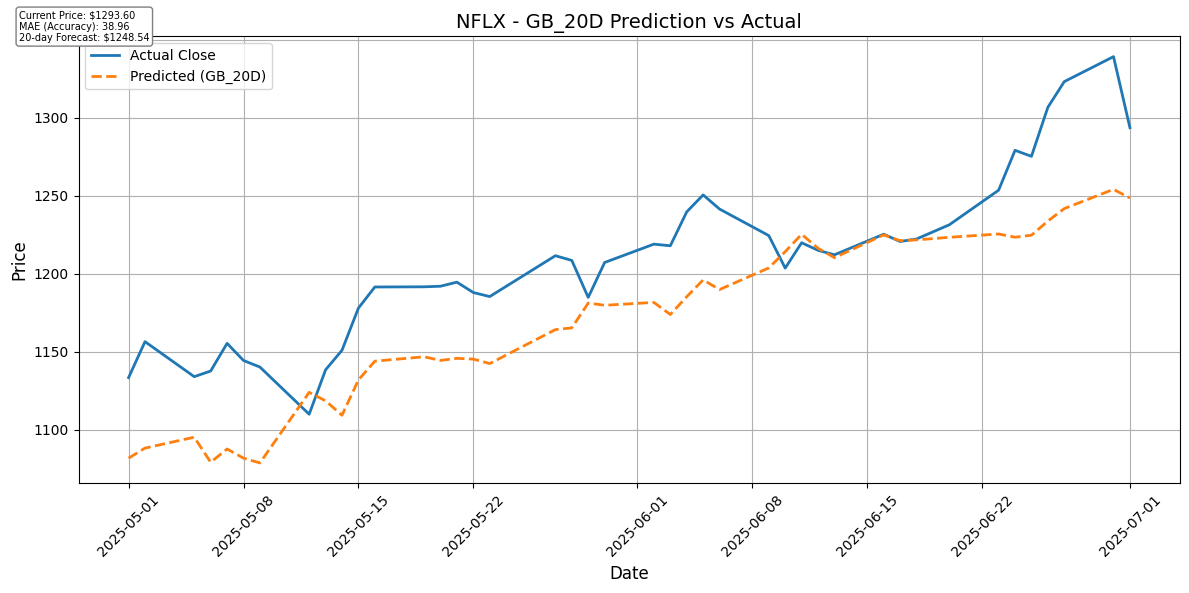 NFLX - GB_20D Prediction vs Actual
Current Price: $1293.60
MAE (Accuracy): 38.96
20-day Forecast: $1248.54
Actual Close
Predicted (GB_20D)
Price
1300
1250
1200
1150
1100
2025-05-01
2025-05-08
2025-05-15
2025-05-22
2025-06-01
2025-06-08
2025-06-15
2025-06-22
2025-07-01
Date